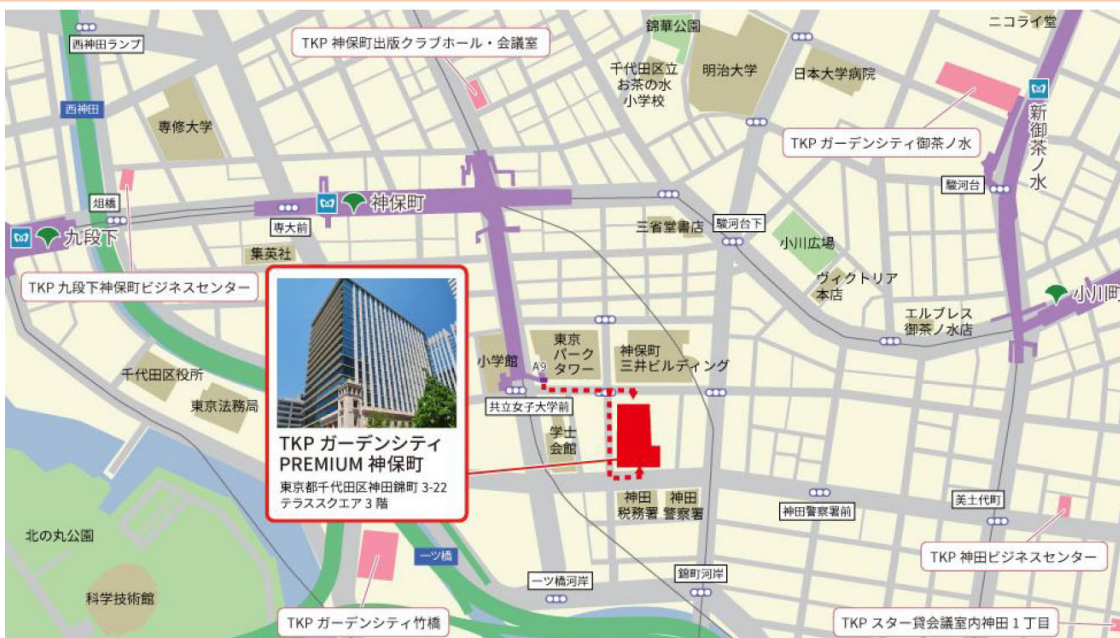 西神田ランプ
TKP 神保町出版クラブホール・会議室
錦華公園
ニコライ堂
千代田区立
お茶の水
小学校
明治大学
日本大学病院
西神田
専修大学
新御茶ノ水
TKP ガーデンシティ御茶ノ水
駿河台
俎橋
神保町
専大前
九段下
三省堂書店
駿河台下
小川広場
集英社
TKP 九段下神保町ビジネスセンター
ヴィクトリア
本店
小川町
エルブレス
御茶ノ水店
千代田区役所
東京法務局
小学館
東京
パーク
タワー
A9
神保町
三井ビルディング
共立女子大学前
学士
会館
TKP ガーデンシティ
PREMIUM 神保町
東京都千代田区神田錦町 3-22
テラススクエア 3 階
神田
税務署
神田
警察署
神田警察署前
美土代町
北の丸公園
一ツ橋
TKP 神田ビジネスセンター
一ツ橋河岸
錦町河岸
科学技術館
TKP ガーデンシティ竹橋
TKP スター貸会議室内神田 1 丁目